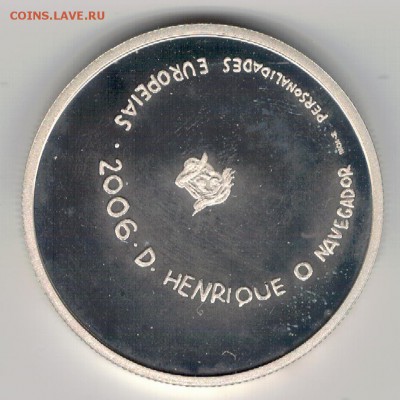 COINS.LAVE.RU
PERSONALIDADES EUROPEIAS · 2006 · D. HENRIQUE O NAVEGADOR